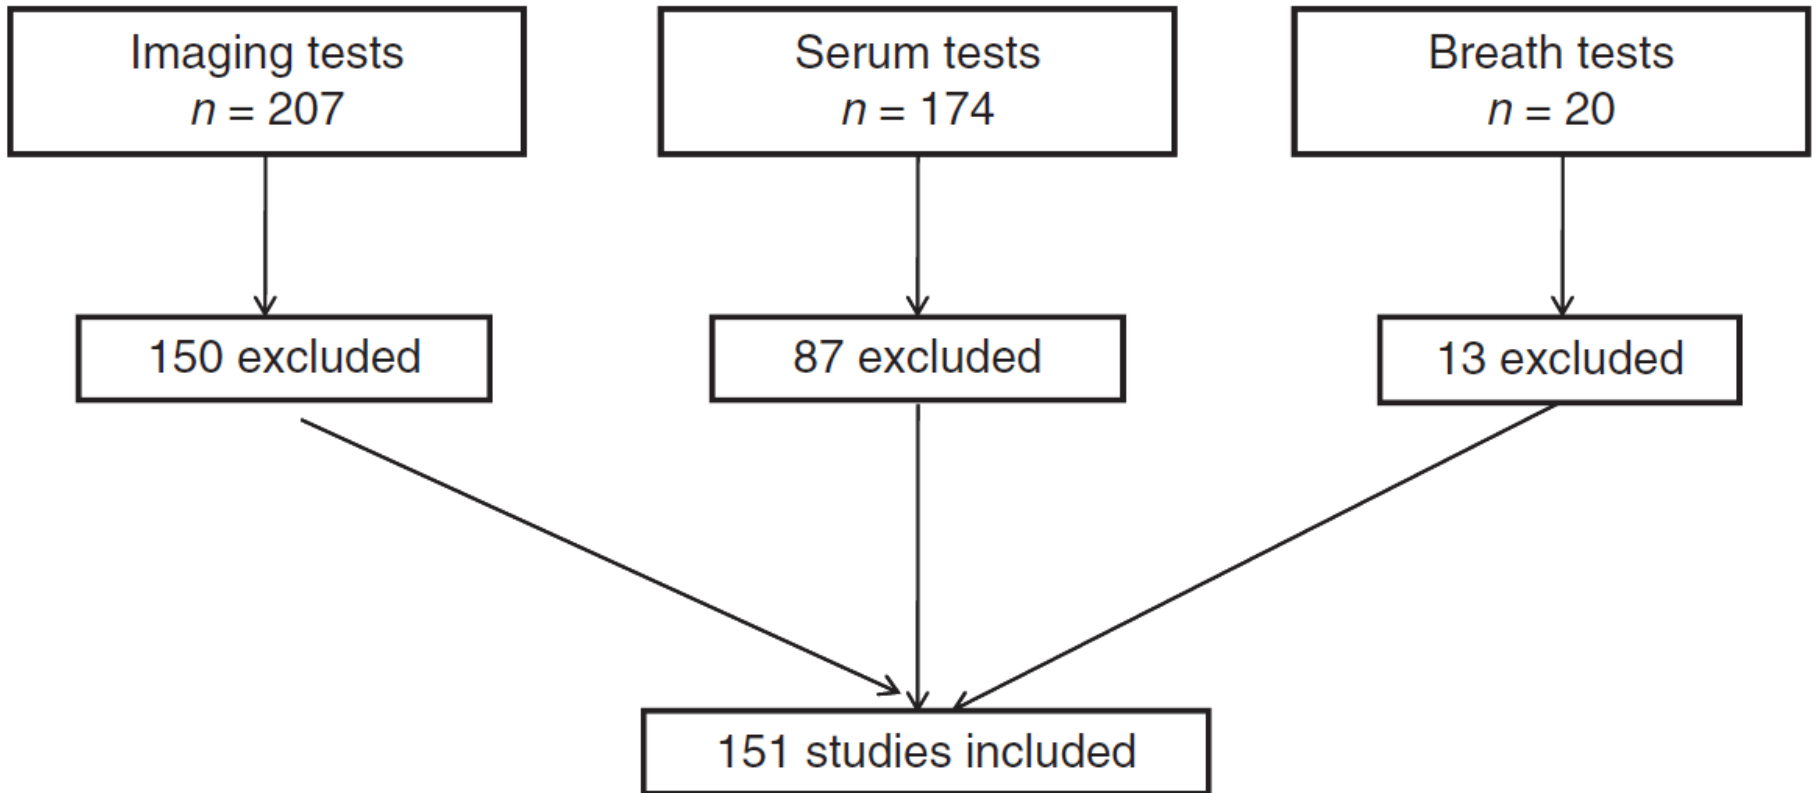 Imaging tests
n = 207
Serum tests
n = 174
Breath tests
n = 20
150 excluded
87 excluded
13 excluded
151 studies included